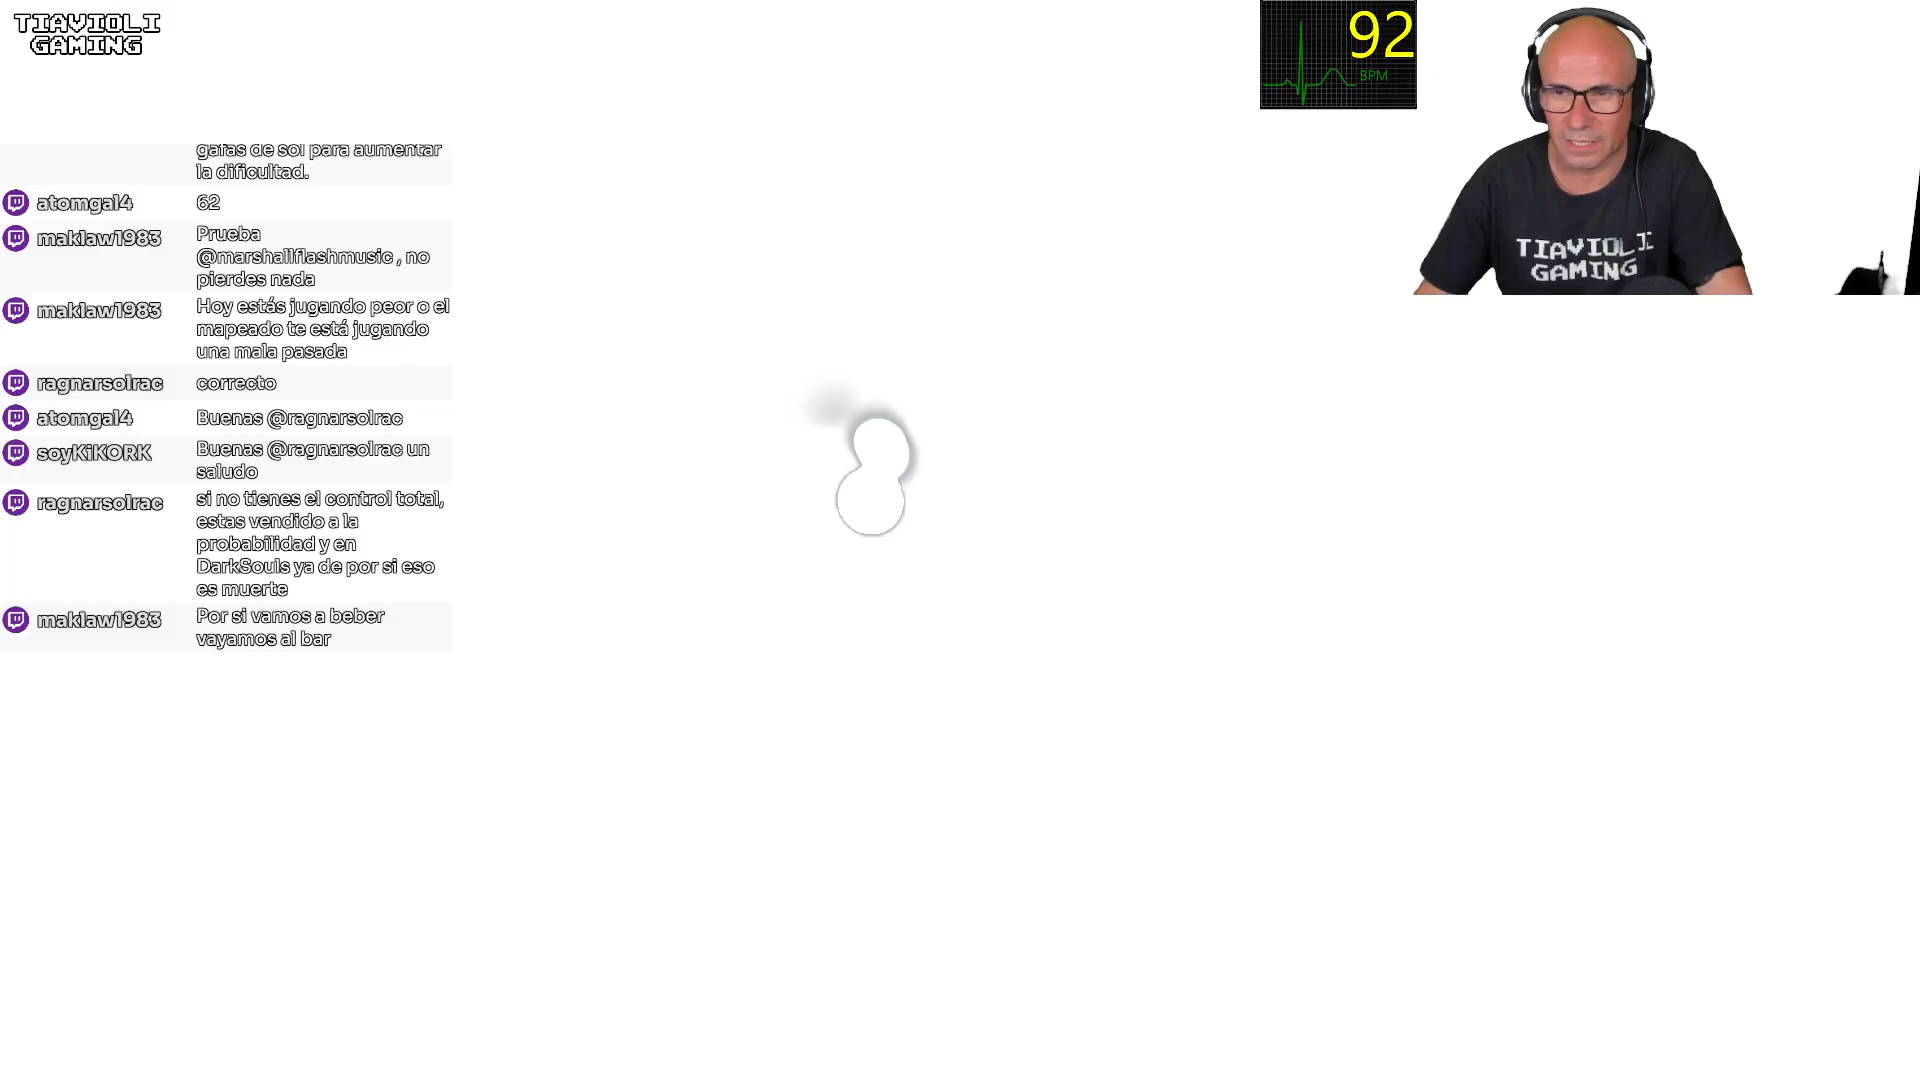 TIAVIOLI
GAMING
92
BPM
TIAVIOLI
GAMING
gafas de sol para aumentar
la dificultad.
atomgal4 62
maklaw1983 Prueba
@marshallflashmusic , no
pierdes nada
maklaw1983 Hoy estás jugando peor o el
mapeado te está jugando
una mala pasada
ragnarsolrac correcto
atomgal4 Buenas @ragnarsolrac
soyKiKORK Buenas @ragnarsolrac un
saludo
ragnarsolrac si no tienes el control total,
estas vendido a la
probabilidad y en
DarkSouls ya de por si eso
es muerte
maklaw1983 Por si vamos a beber
vayamos al bar